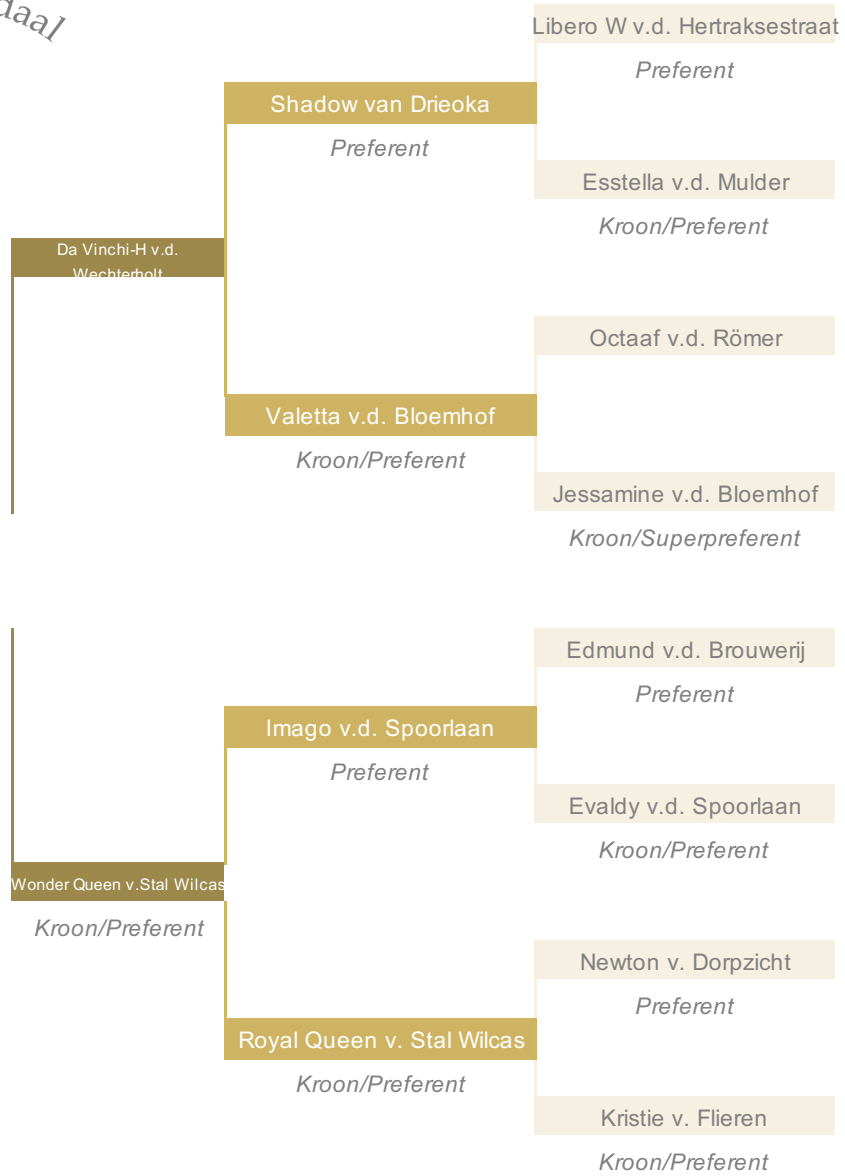 Libero W v.d. Hertraksestraat
Preferent
Shadow van Drieoka
Preferent
Esstella v.d. Mulder
Kroon/Preferent
Da Vinchi-H v.d.
Wechterholt
Octaaf v.d. Römer
Valetta v.d. Bloemhof
Kroon/Preferent
Jessamine v.d. Bloemhof
Kroon/Superpreferent
Edmund v.d. Brouwerij
Preferent
Imago v.d. Spoorlaan
Preferent
Evaldy v.d. Spoorlaan
Kroon/Preferent
Wonder Queen v.Stal Wilcas
Kroon/Preferent
Newton v. Dorpzicht
Preferent
Royal Queen v. Stal Wilcas
Kroon/Preferent
Kristie v. Flieren
Kroon/Preferent